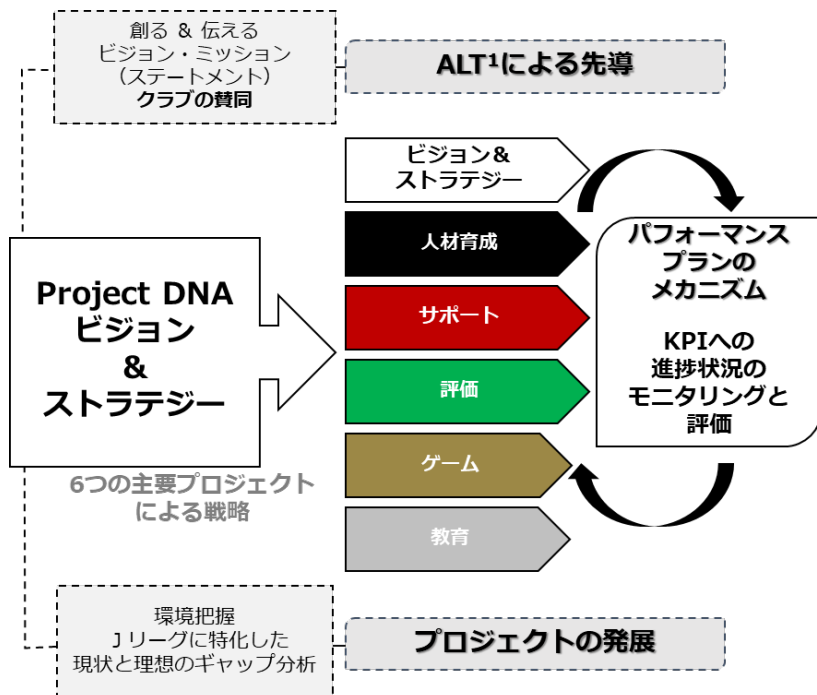 創る & 伝える
ビジョン・ミッション
（ステートメント）
クラブの賛同
ALT¹による先導
Project DNA
ビジョン
&
ストラテジー
6つの主要プロジェクト
による戦略
ビジョン＆
ストラテジー
人材育成
サポート
評価
ゲーム
教育
パフォーマンス
プランの
メカニズム
KPIへの
進捗状況の
モニタリングと
評価
環境把握
Jリーグに特化した
現状と理想のギャップ分析
プロジェクトの発展